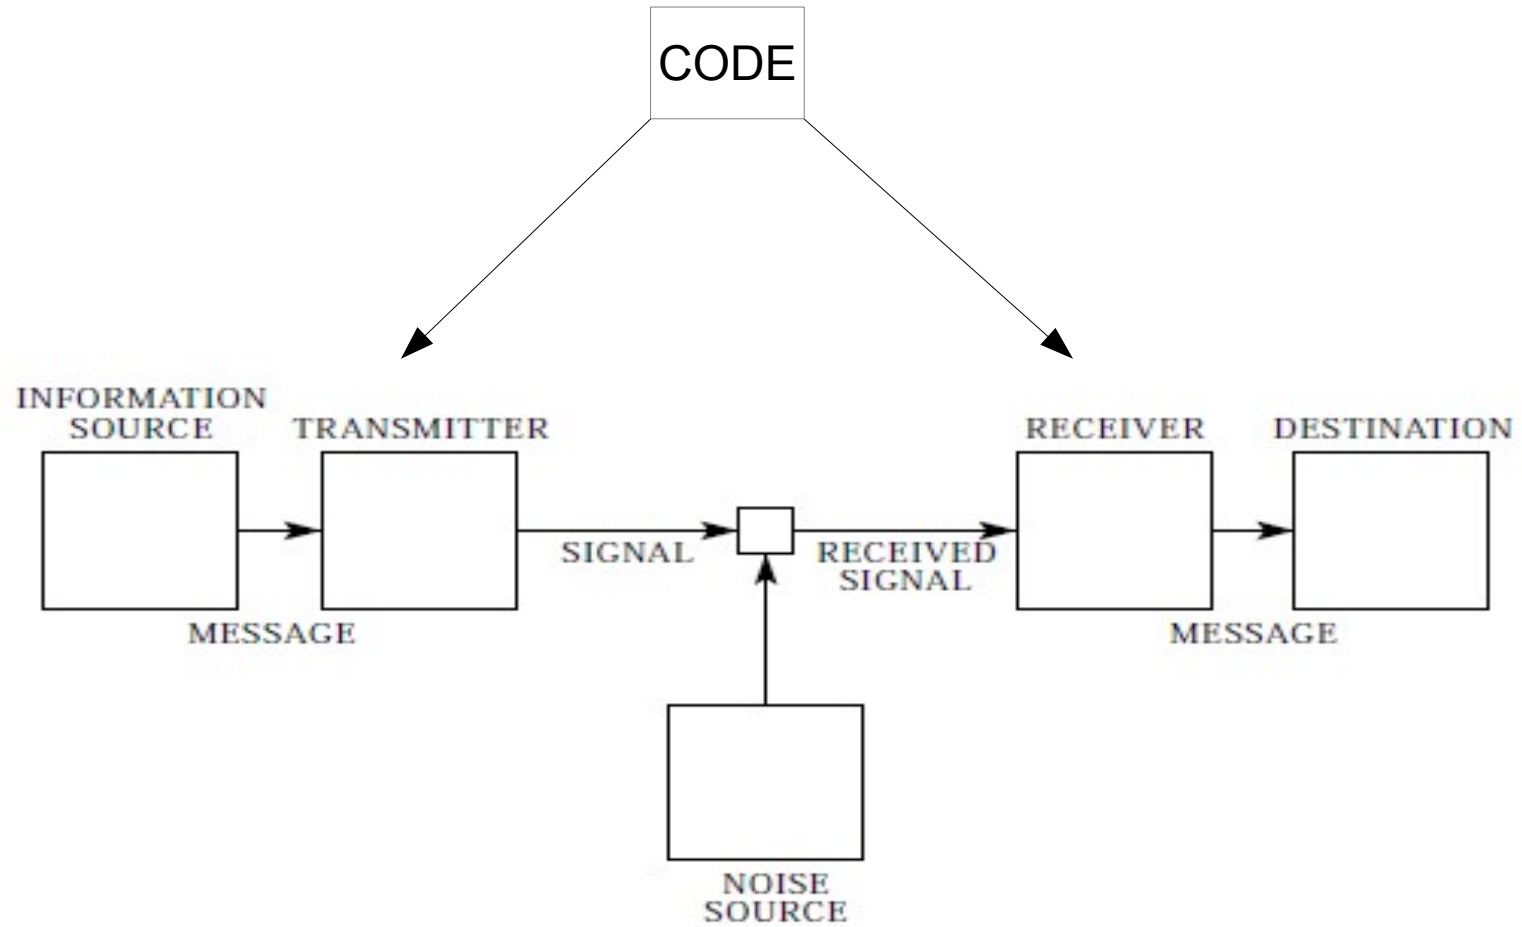 CODE
INFORMATION
SOURCE
TRANSMITTER
RECEIVER
DESTINATION
SIGNAL
RECEIVED
SIGNAL
MESSAGE
MESSAGE
NOISE
SOURCE